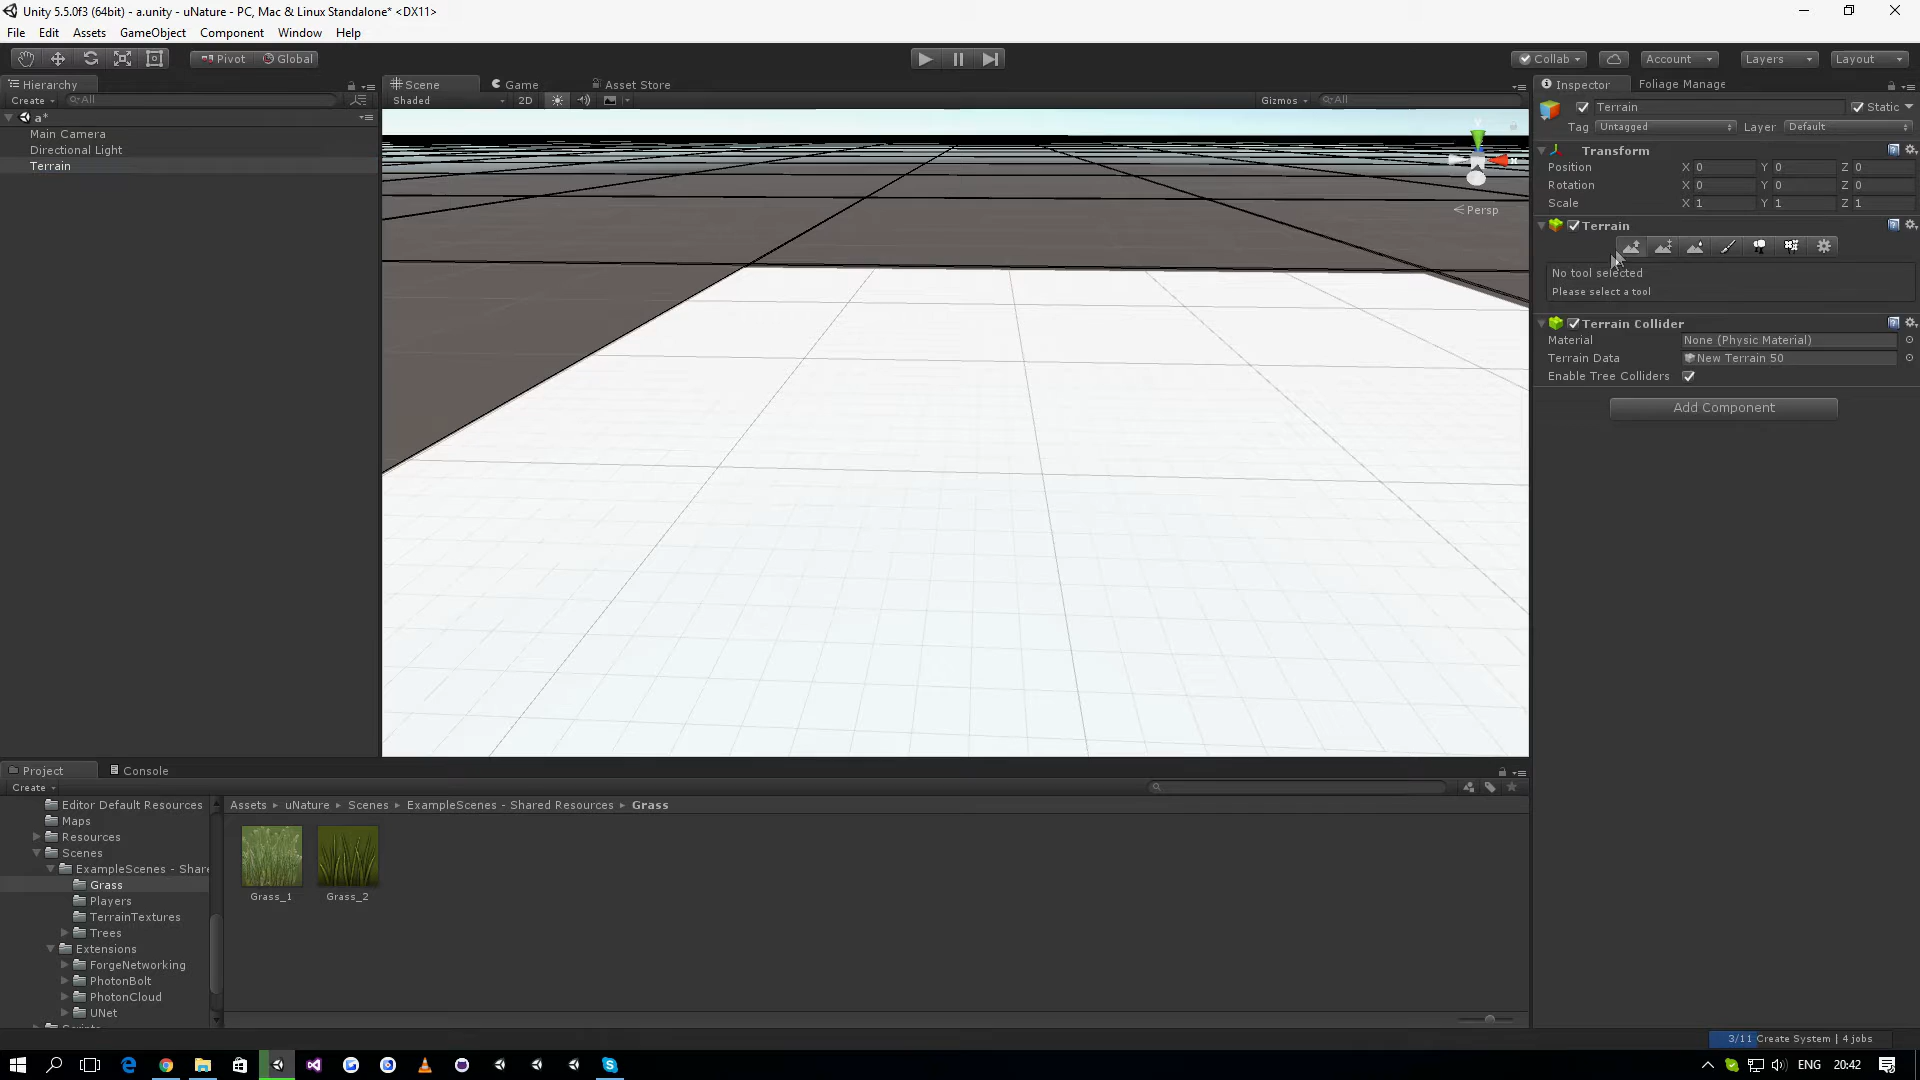 Unity 5.5.0f3 (64bit) - a.unity - uNature - PC, Mac & Linux Standalone* <DX11>
File Edit Assets GameObject Component Window Help
Pivot Global Collab Account Layers Layout
Hierarchy Scene Game Asset Store Inspector Foliage Manage
Create All Shaded 2D Gizmos All Terrain Static
a*
Tag Untagged Layer Default
Main Camera
Directional Light
Terrain
Transform
Position X 0 Y 0 Z 0
Rotation X 0 Y 0 Z 0
Scale X 1 Y 1 Z 1
Persp
Terrain
No tool selected
Please select a tool
Terrain Collider
Material None (Physic Material)
Terrain Data New Terrain 50
Enable Tree Colliders
Add Component
Project Console
Create
Editor Default Resources
Maps
Resources
Scenes
ExampleScenes - Share
Grass
Players
TerrainTextures
Trees
Extensions
ForgeNetworking
PhotonBolt
PhotonCloud
UNet
Assets uNature Scenes ExampleScenes - Shared Resources Grass
Grass_1 Grass_2
3/11 Create System | 4 jobs
ENG 20:42